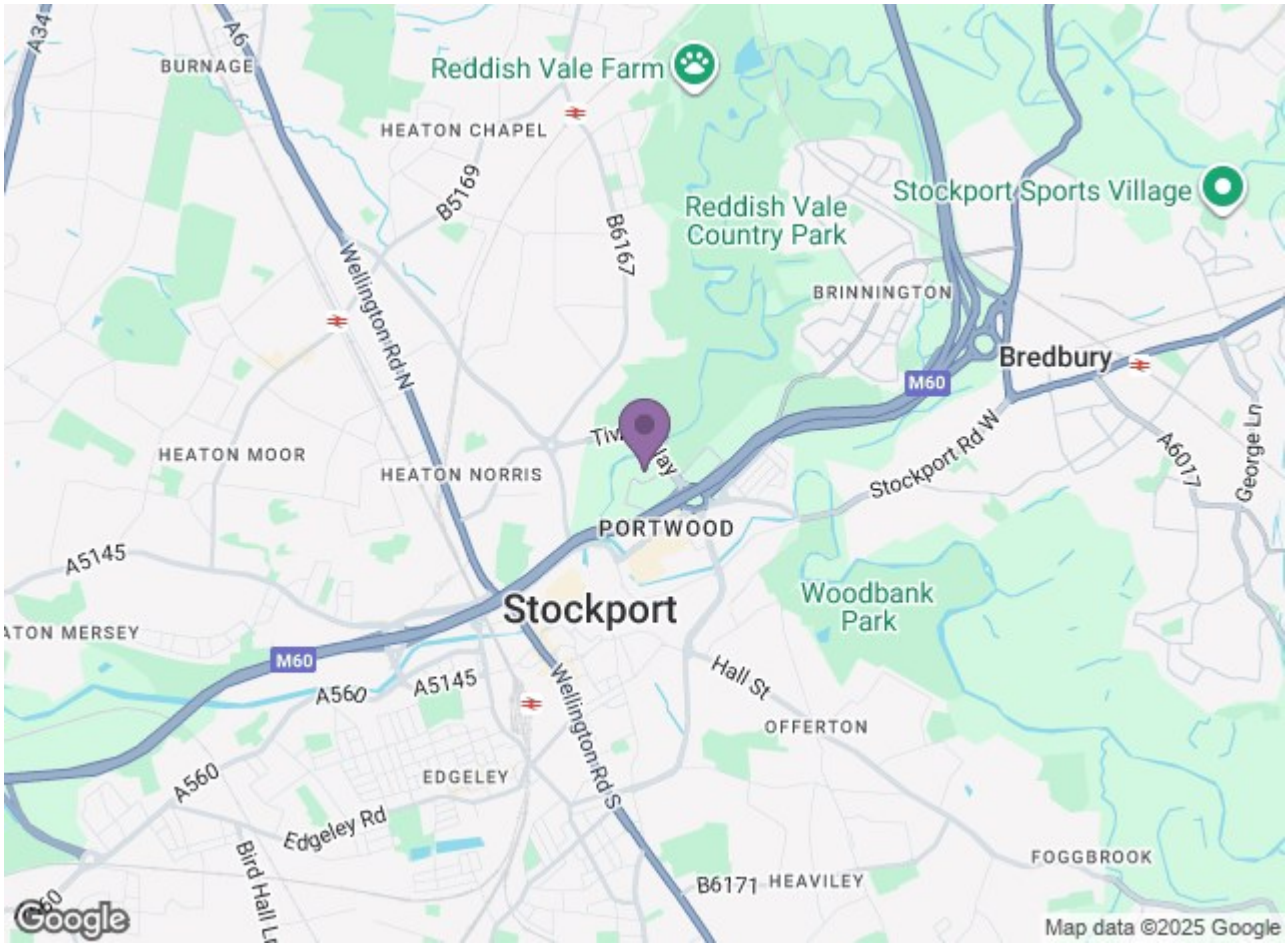 A34
A6
BURNAGE
Reddish Vale Farm
HEATON CHAPEL
B5169
B6167
Stockport Sports Village
Reddish Vale
Country Park
Wellington Rd N
BRINNINGTON
Bredbury
M60
HEATON MOOR
HEATON NORRIS
Stockport Rd W
A6017
George Ln
PORTWOOD
A5145
Stockport
Woodbank
Park
M60
A560
A5145
Hall St
Wellington Rd S
OFFERTON
A560
EDGELEY
Edgeley Rd
Bird Hall Ln
FOGGBROOK
B6171
HEAVILEY
Google
Map data ©2025 Google